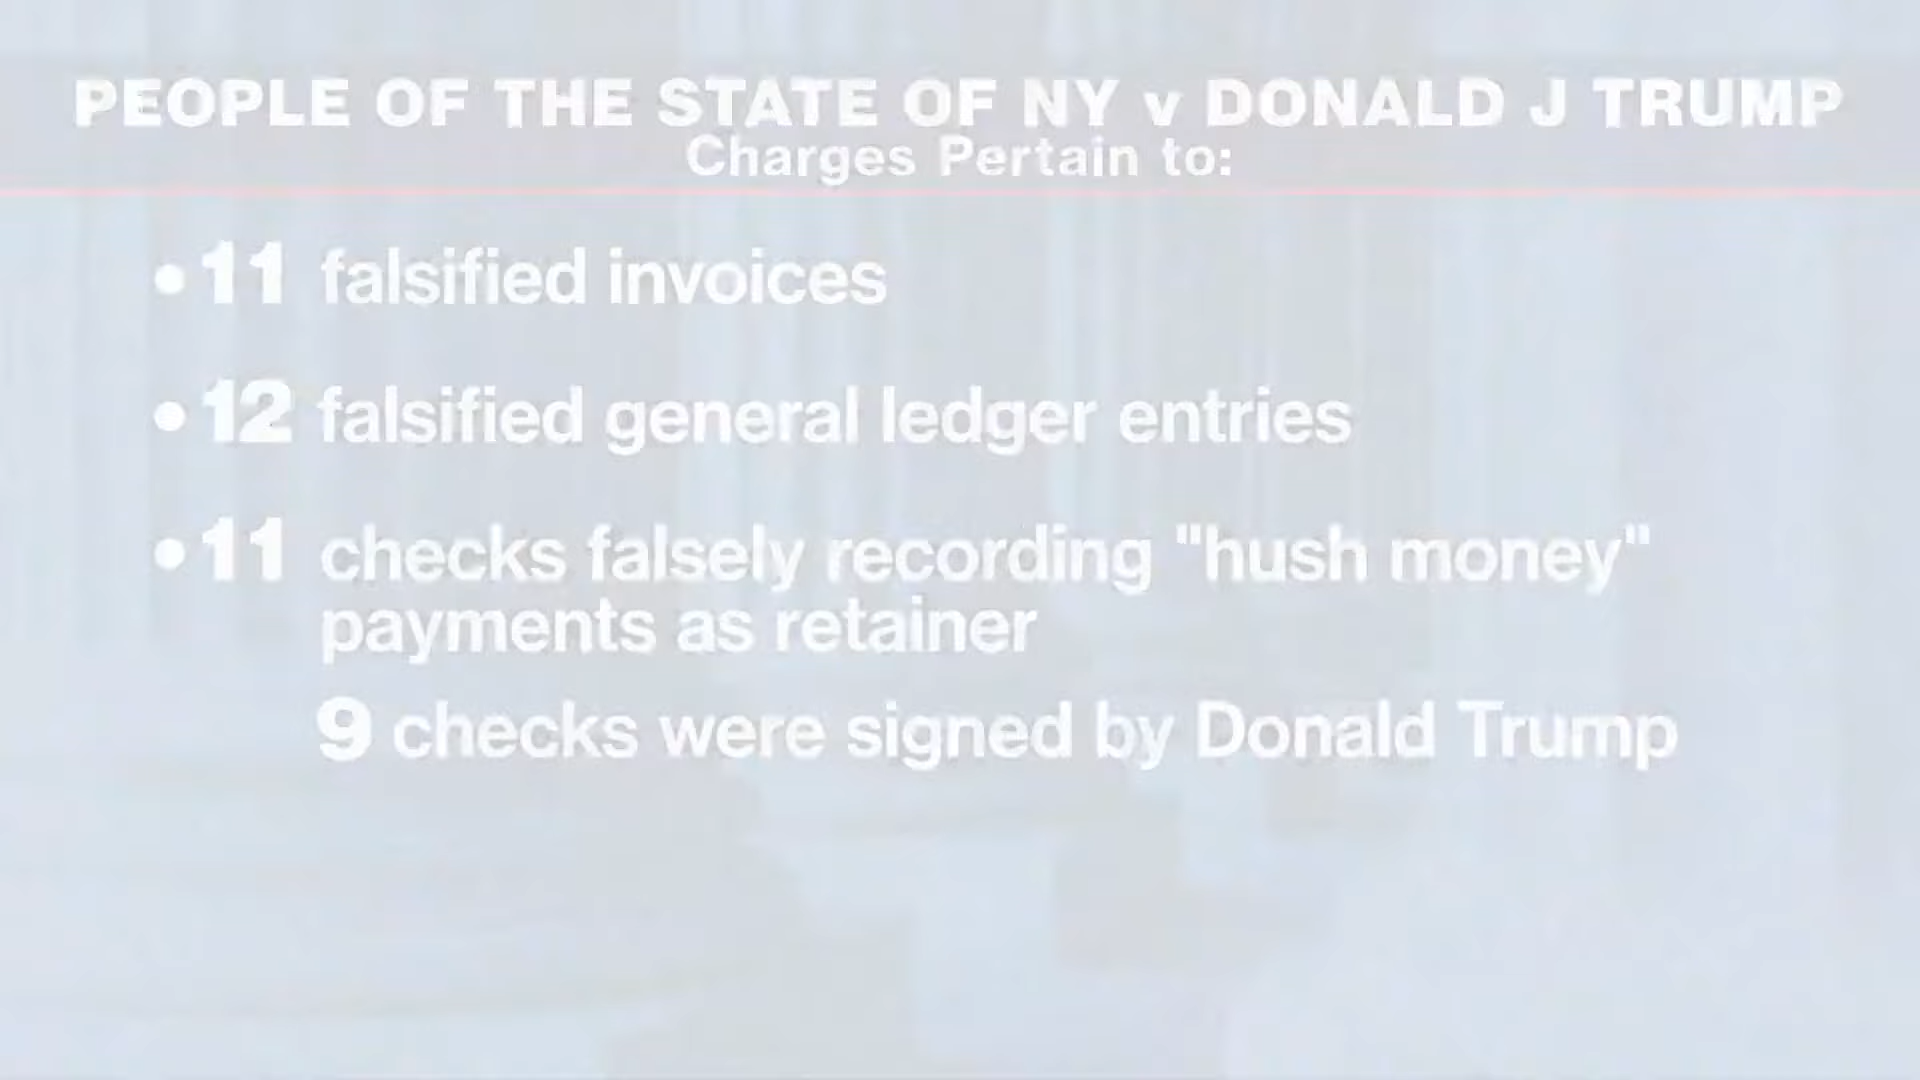 PEOPLE OF THE STATE OF NY v DONALD J TRUMP
Charges Pertain to:
• 11 falsified invoices
• 12 falsified general ledger entries
• 11 checks falsely recording "hush money"
payments as retainer
9 checks were signed by Donald Trump